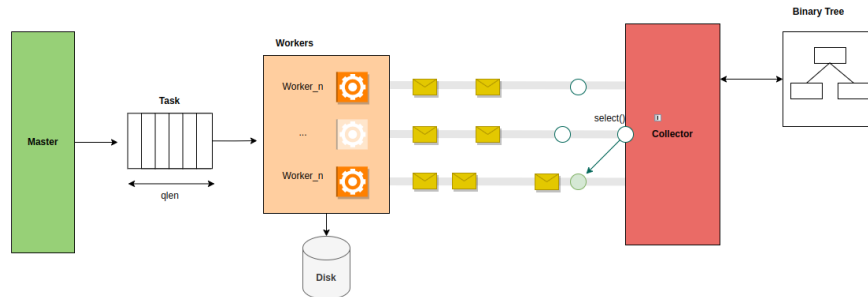 Binary Tree
Workers
Task
Worker_n
select()
...
Master
Collector
Worker_n
qlen
Disk